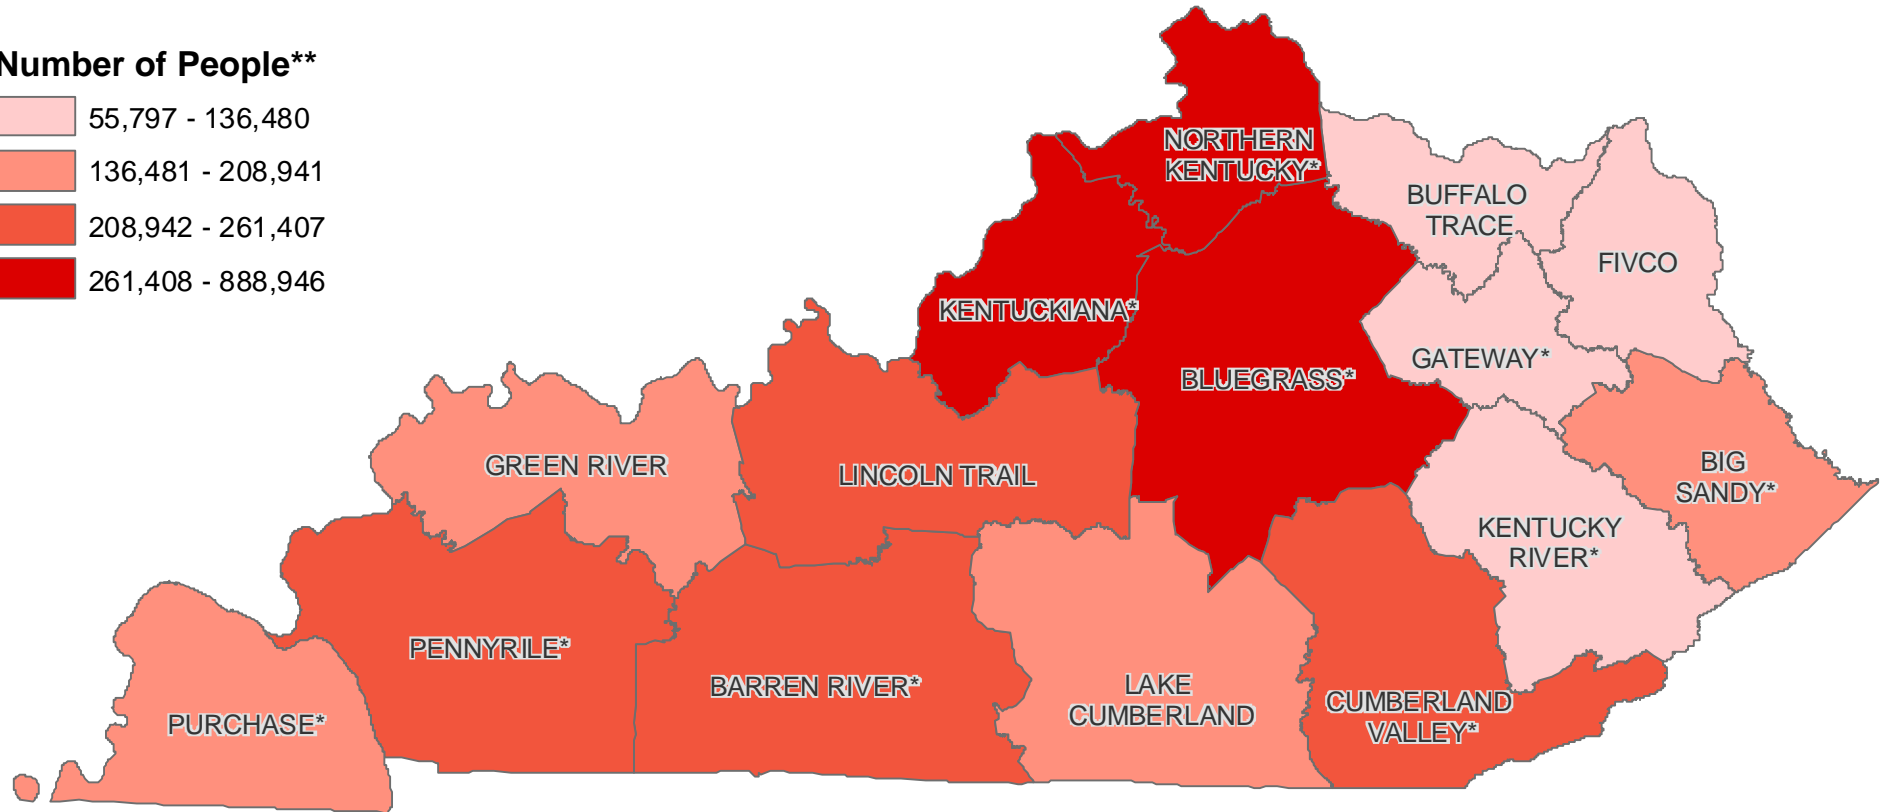 Number of People**
55,797 - 136,480
136,481 - 208,941
208,942 - 261,407
261,408 - 888,946
NORTHERN
KENTUCKY*
BUFFALO
TRACE
FIVCO
KENTUCKIANA*
GATEWAY*
BLUEGRASS*
GREEN RIVER
LINCOLN TRAIL
BIG
SANDY*
KENTUCKY
RIVER*
PENNYRILE*
BARREN RIVER*
LAKE
CUMBERLAND
CUMBERLAND
VALLEY*
PURCHASE*